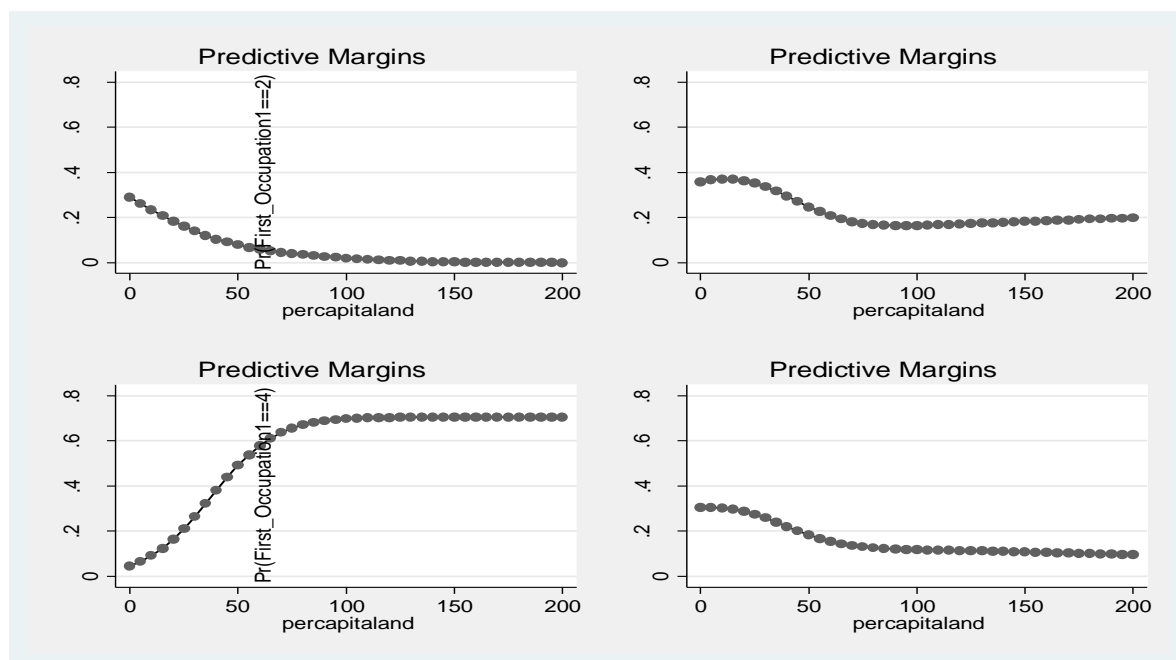 Predictive Margins
Pr(First_Occupation1==2)
0 .2 .4 .6 .8
0 50 100 150 200
percapitaland
Predictive Margins
0 .2 .4 .6 .8
0 50 100 150 200
percapitaland
Predictive Margins
Pr(First_Occupation1==4)
0 .2 .4 .6 .8
0 50 100 150 200
percapitaland
Predictive Margins
0 .2 .4 .6 .8
0 50 100 150 200
percapitaland